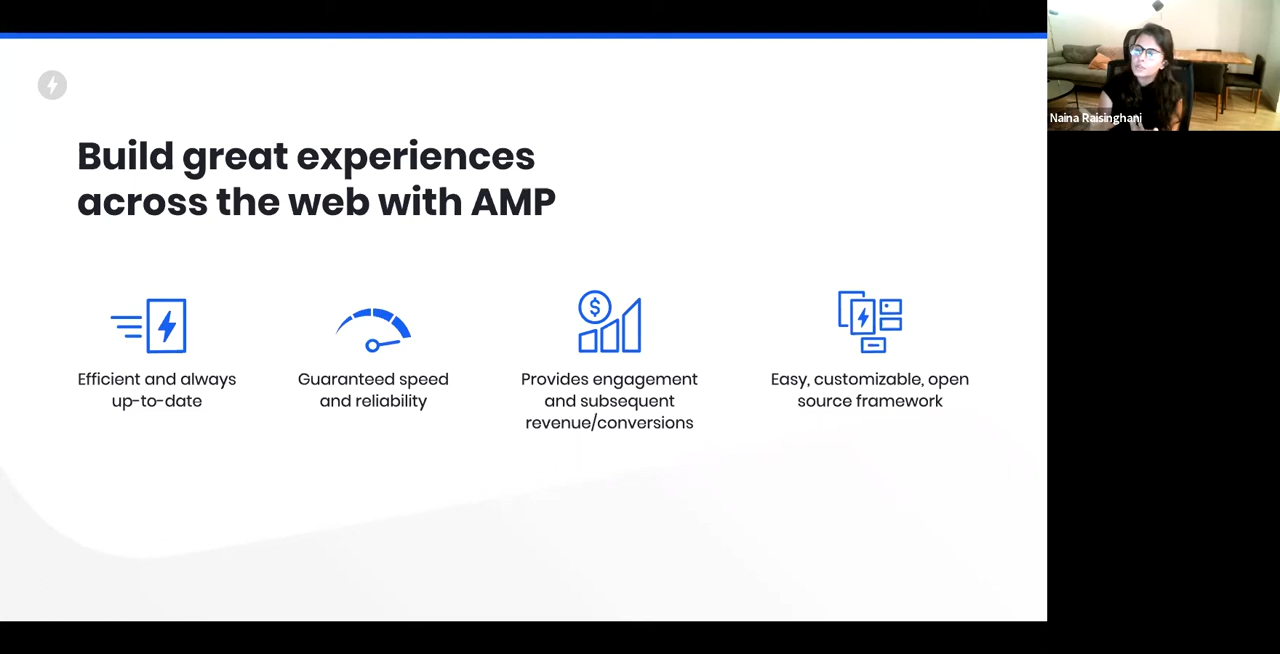 Build great experiences
across the web with AMP
Efficient and always
up-to-date
Guaranteed speed
and reliability
$
Provides engagement
and subsequent
revenue/conversions
Easy, customizable, open
source framework
Naina Raisinghani